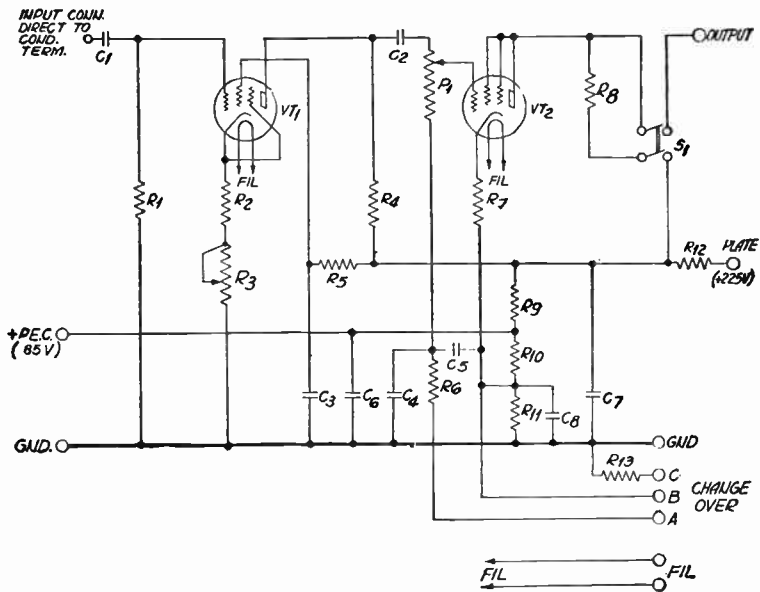 INPUT CONN.
DIRECT TO
COND.
TERM.
C1
C2
P1
VT1
VT2
R8
OUTPUT
S1
FIL
FIL
R1
R2
R4
R7
R3
R5
R12
PLATE
(+225V)
R9
+P.E.C.
(85V)
C5
R10
C3
C6
C4
R6
R11
C8
C7
GND.
GND
R13
C
B
A
CHANGE
OVER
FIL
FIL